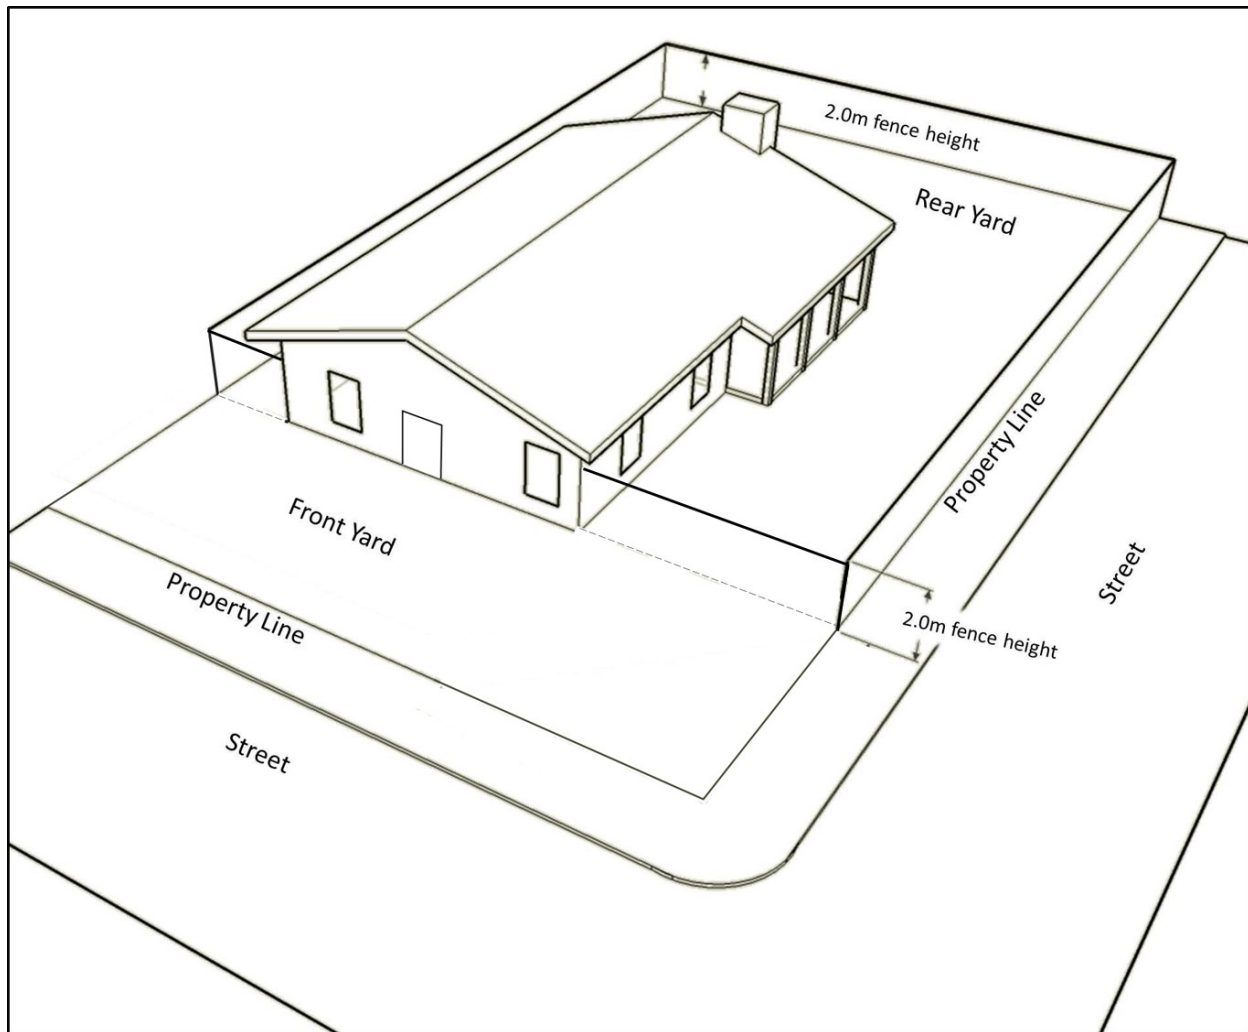 2.0m fence height
Rear Yard
Property Line
Street
2.0m fence height
Front Yard
Property Line
Street